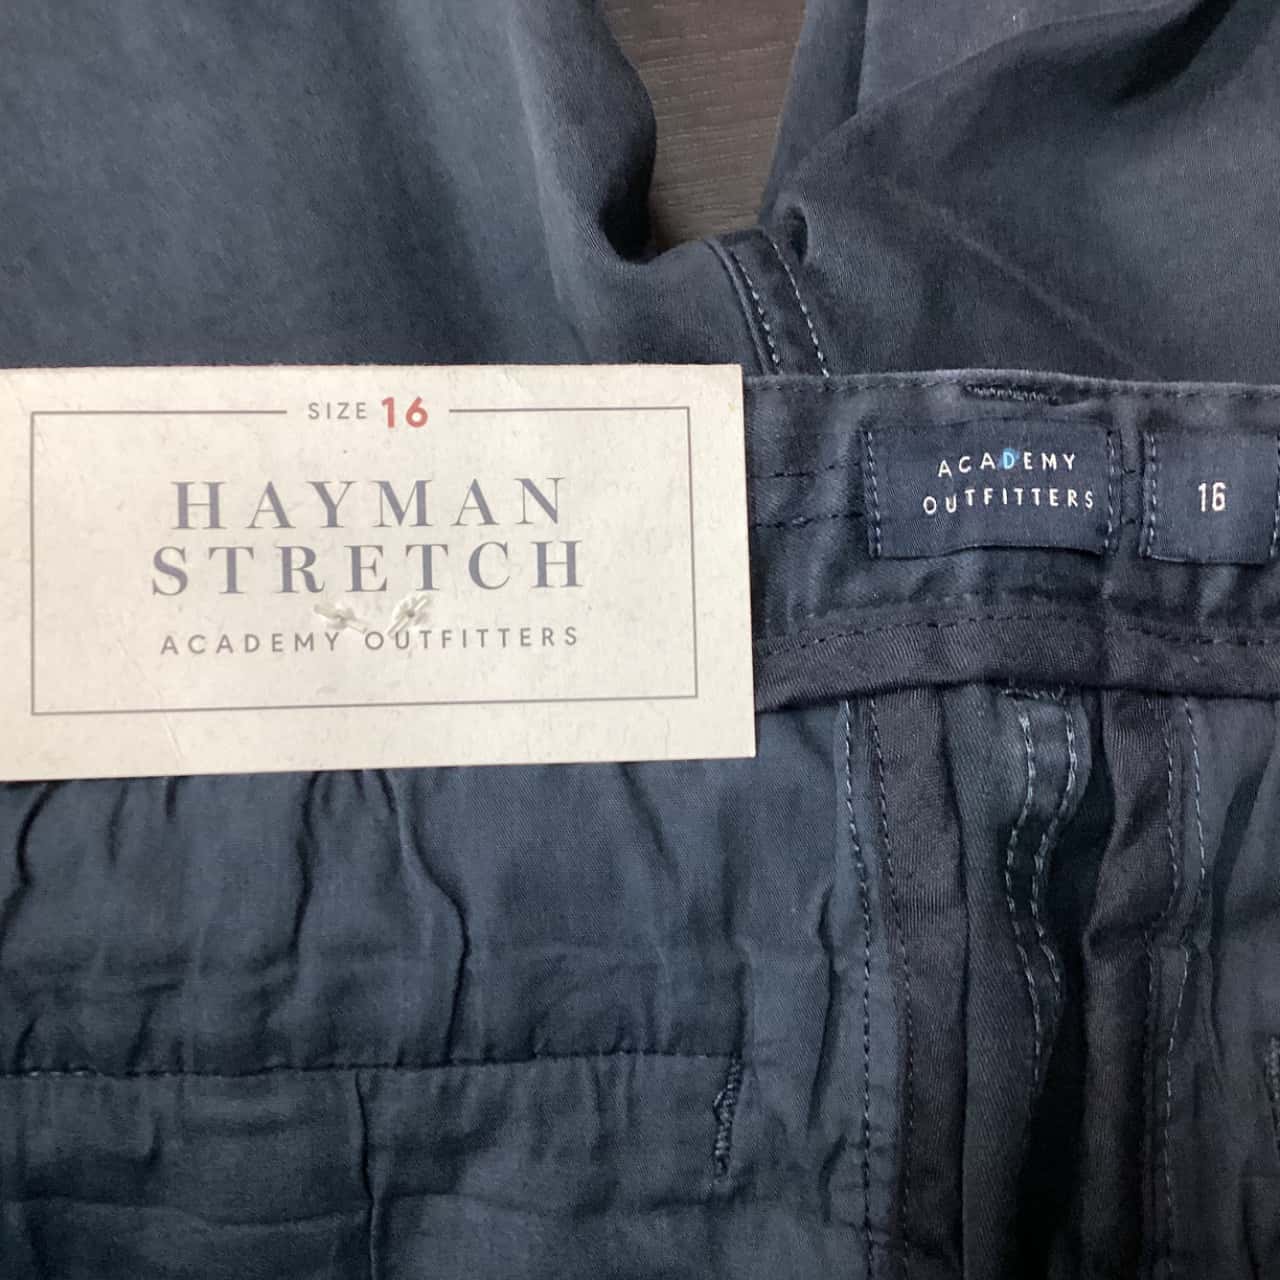 SIZE 16
HAYMAN
STRETCH
ACADEMY OUTFITTERS
ACADEMY
OUTFITTERS
16